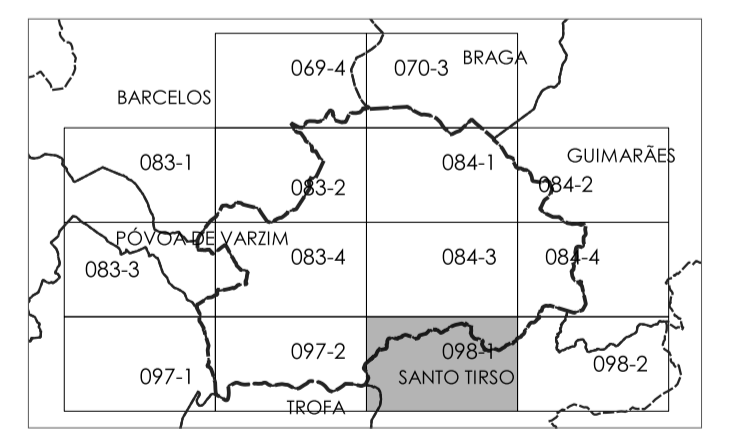 069-4
070-3
BRAGA
BARCELOS
083-1
083-2
084-1
GUIMARÃES
084-2
PÓVOA DE VARZIM
083-3
083-4
084-3
084-4
097-1
097-2
098-1
098-2
SANTO TIRSO
TROFA